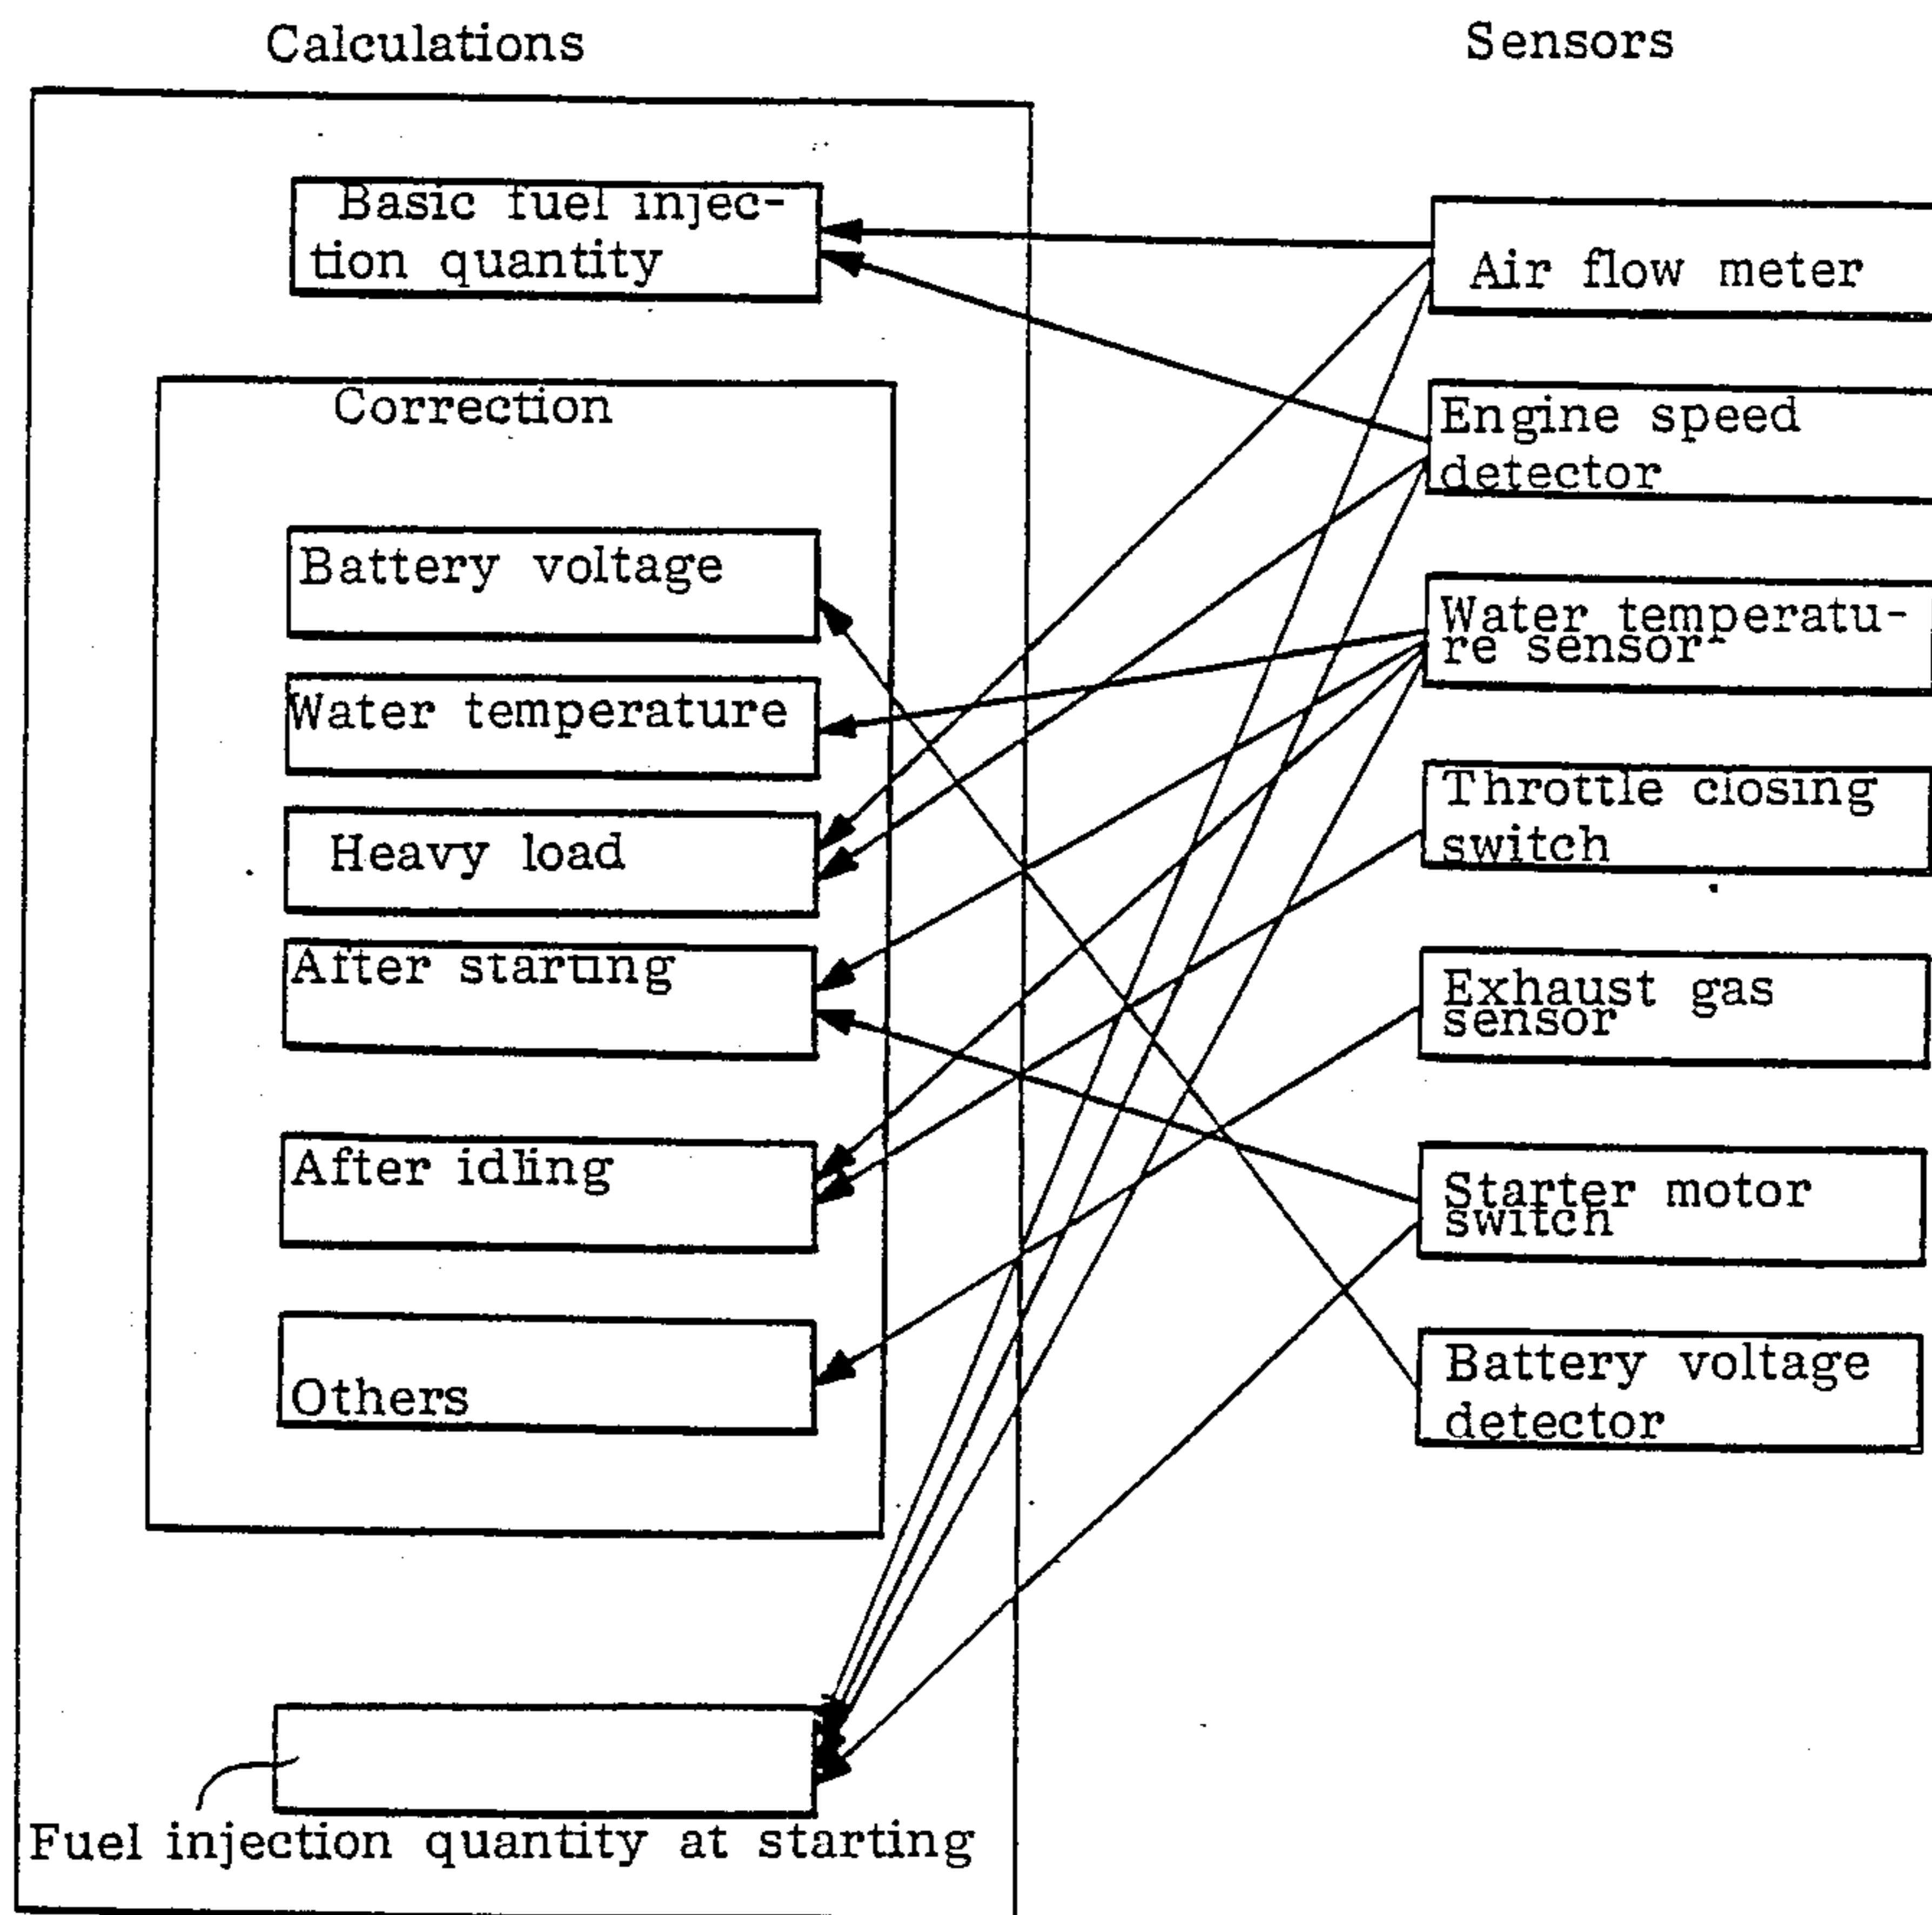 Calculations
Sensors
Basic fuel injec-
tion quantity
Correction
Battery voltage
Water temperature
Heavy load
After starting
After idling
Others
Fuel injection quantity at starting
Air flow meter
Engine speed
detector
Water temperatu-
re sensor
Throttle closing
switch
Exhaust gas
sensor
Starter motor
switch
Battery voltage
detector